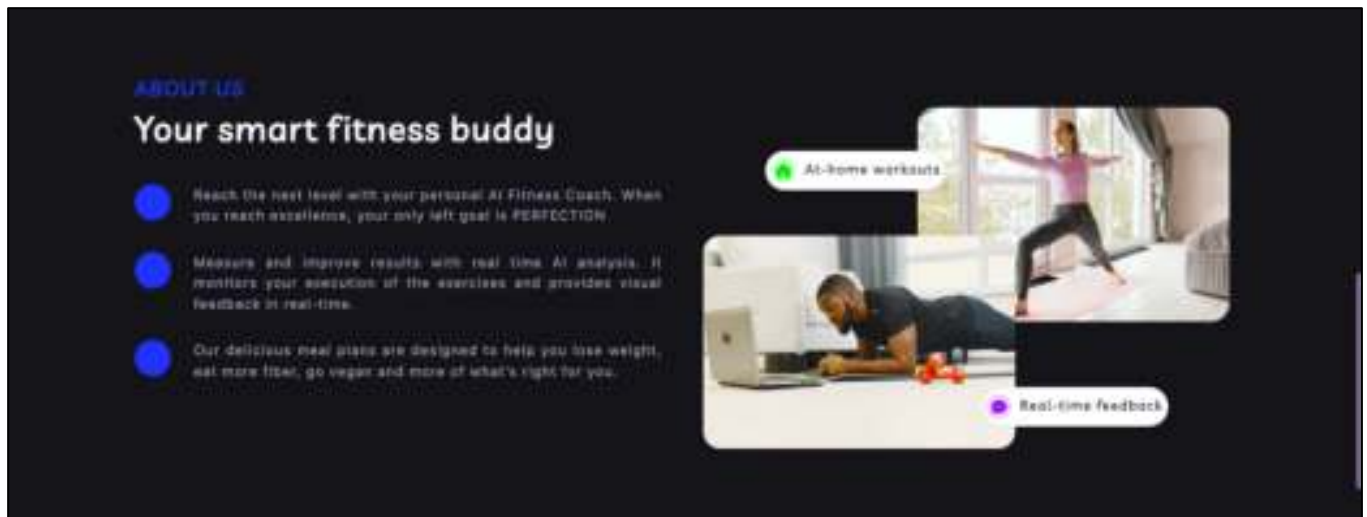 ABOUT US
Your smart fitness buddy
Reach the next level with your personal AI Fitness Coach. When
you reach excellence, your only left goal is PERFECTION
Measure and improve results with real time AI analysis. It
monitors your execution of the exercises and provides visual
feedback in real-time.
Our delicious meal plans are designed to help you lose weight,
eat more fiber, go vegan and more of what's right for you.
At-home workouts
Real-time feedback